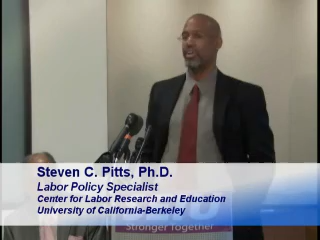 Steven C. Pitts, Ph.D.
Labor Policy Specialist
Center for Labor Research and Education
University of California-Berkeley
Stronger Together